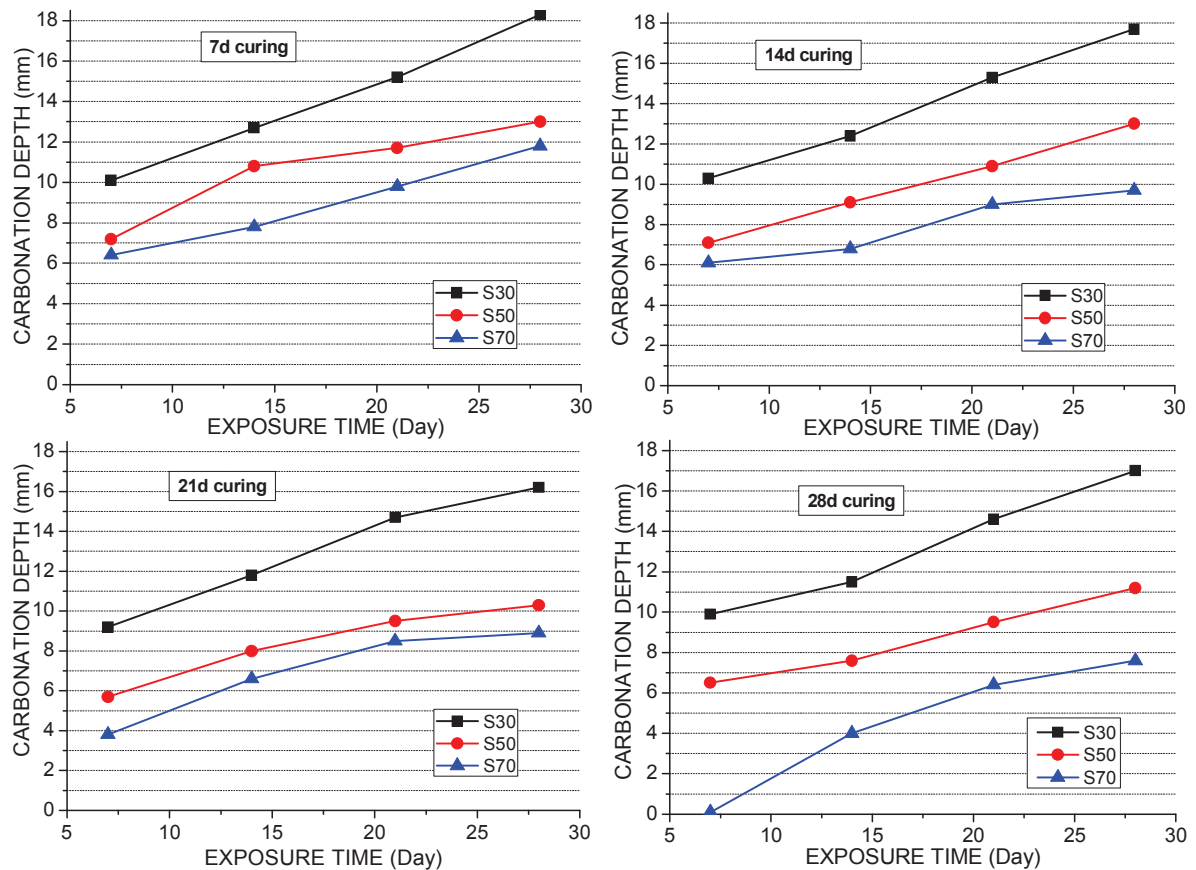 7d curing
CARBONATION DEPTH (mm)
18
16
14
12
10
8
6
4
2
0
S30
S50
S70
5 10 15 20 25 30
EXPOSURE TIME (Day)
14d curing
CARBONATION DEPTH (mm)
18
16
14
12
10
8
6
4
2
0
S30
S50
S70
5 10 15 20 25 30
EXPOSURE TIME (Day)
21d curing
CARBONATION DEPTH (mm)
18
16
14
12
10
8
6
4
2
0
S30
S50
S70
5 10 15 20 25 30
EXPOSURE TIME (Day)
28d curing
CARBONATION DEPTH (mm)
18
16
14
12
10
8
6
4
2
0
S30
S50
S70
5 10 15 20 25 30
EXPOSURE TIME (Day)